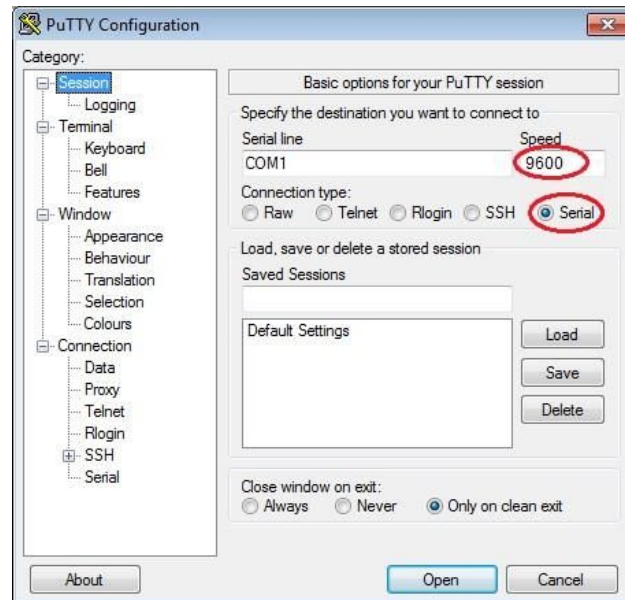 PuTTY Configuration
Category:
Session
Logging
Terminal
Keyboard
Bell
Features
Window
Appearance
Behaviour
Translation
Selection
Colours
Connection
Data
Proxy
Telnet
Rlogin
SSH
Serial
Basic options for your PuTTY session
Specify the destination you want to connect to
Serial line Speed
COM1 9600
Connection type:
Raw Telnet Rlogin SSH Serial
Load, save or delete a stored session
Saved Sessions
Default Settings
Load
Save
Delete
Close window on exit:
Always Never Only on clean exit
About Open Cancel